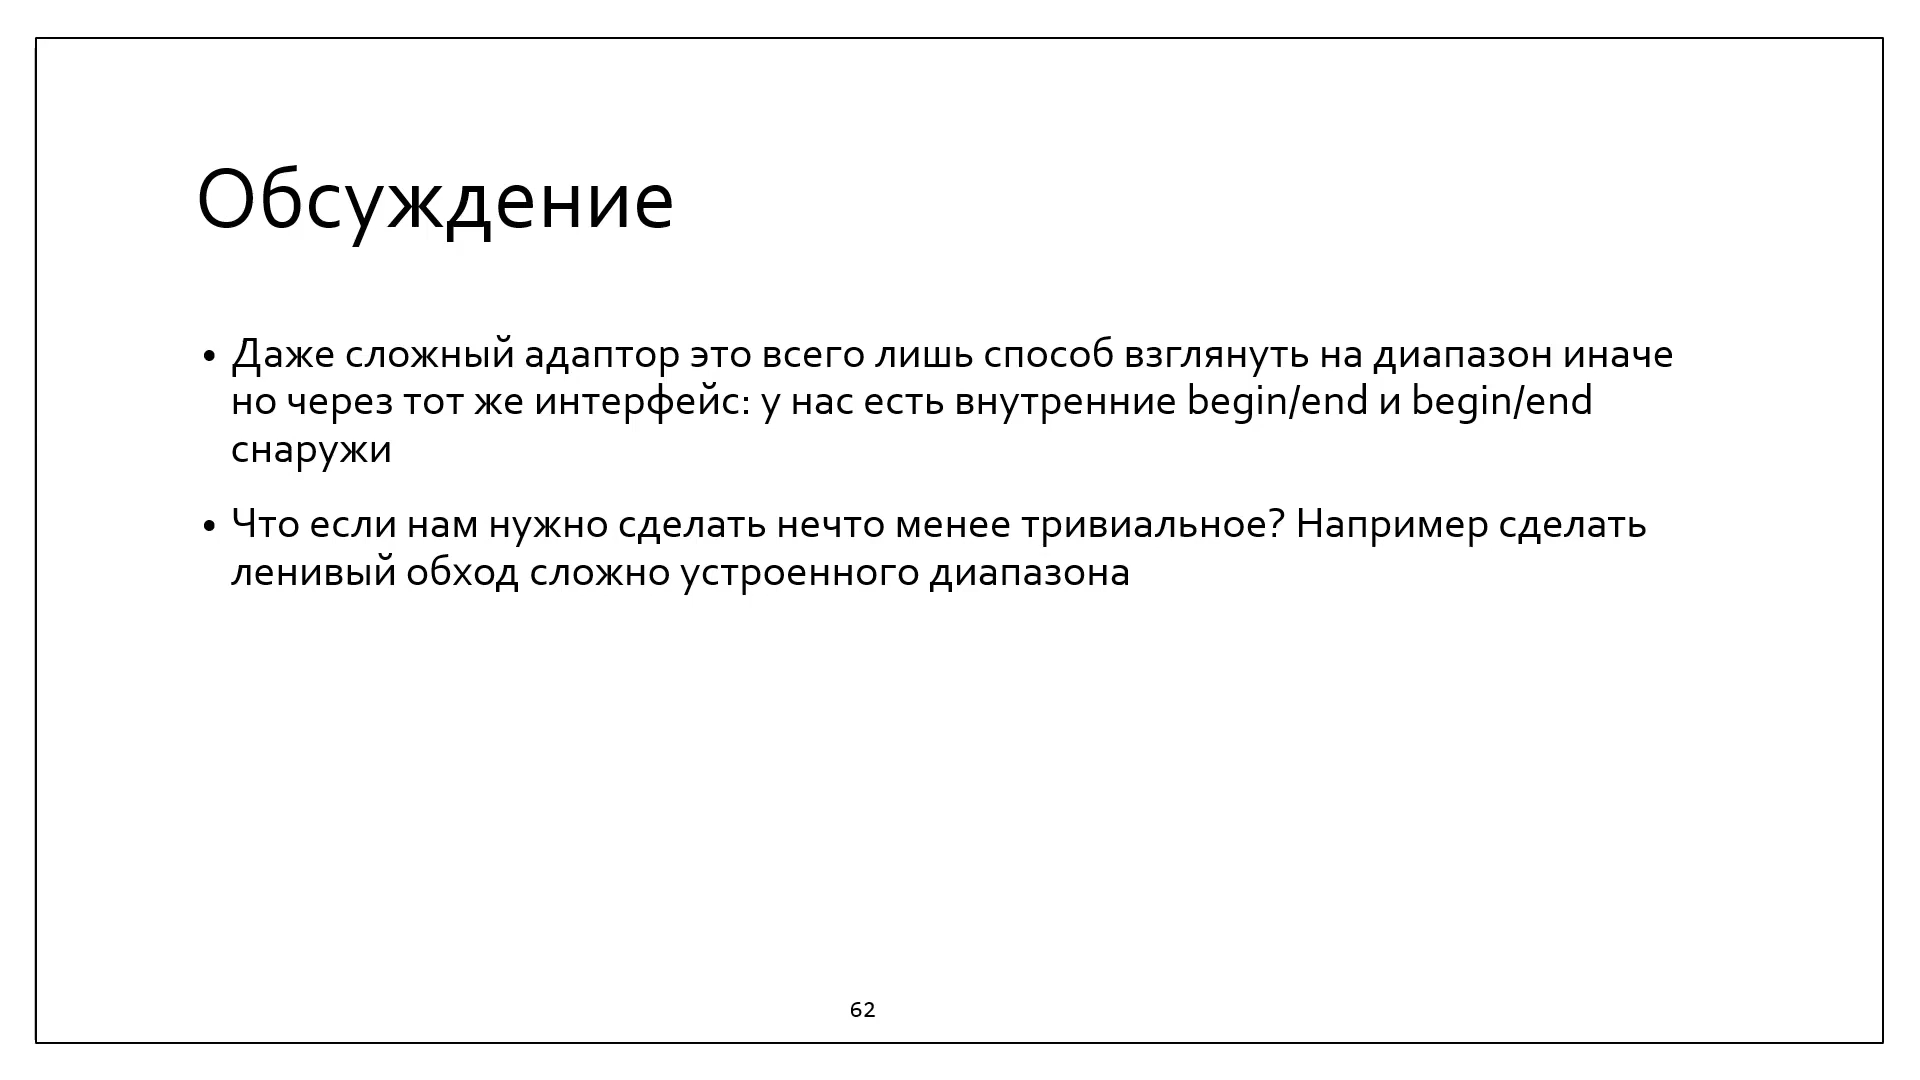 Обсуждение
• Даже сложный адаптор это всего лишь способ взглянуть на диапазон иначе
но через тот же интерфейс: у нас есть внутренние begin/end и begin/end
снаружи
• Что если нам нужно сделать нечто менее тривиальное? Например сделать
ленивый обход сложно устроенного диапазона
62